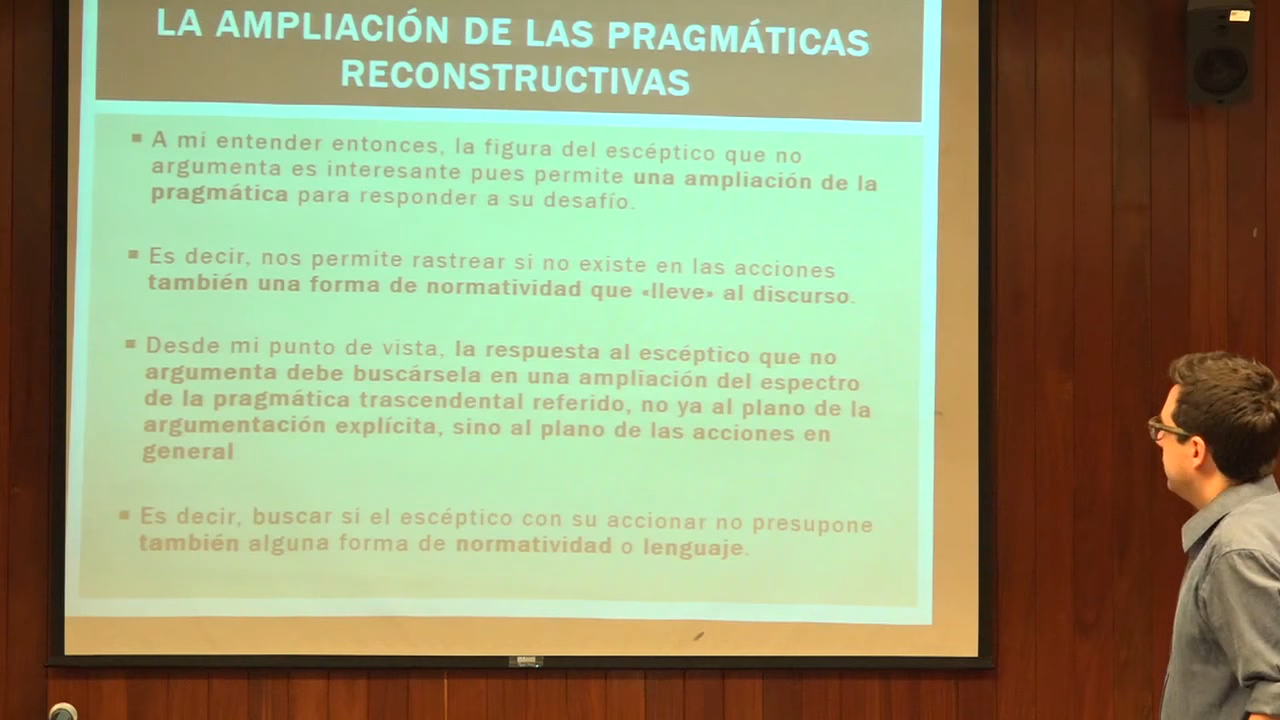 LA AMPLIACIÓN DE LAS PRAGMÁTICAS
RECONSTRUCTIVAS
▪ A mi entender entonces, la figura del escéptico que no
argumenta es interesante pues permite una ampliación de la
pragmática para responder a su desafío.
▪ Es decir, nos permite rastrear si no existe en las acciones
también una forma de normatividad que «lleve» al discurso.
▪ Desde mi punto de vista, la respuesta al escéptico que no
argumenta debe buscársela en una ampliación del espectro
de la pragmática trascendental referido, no ya al plano de la
argumentación explícita, sino al plano de las acciones en
general
▪ Es decir, buscar si el escéptico con su accionar no presupone
también alguna forma de normatividad o lenguaje.